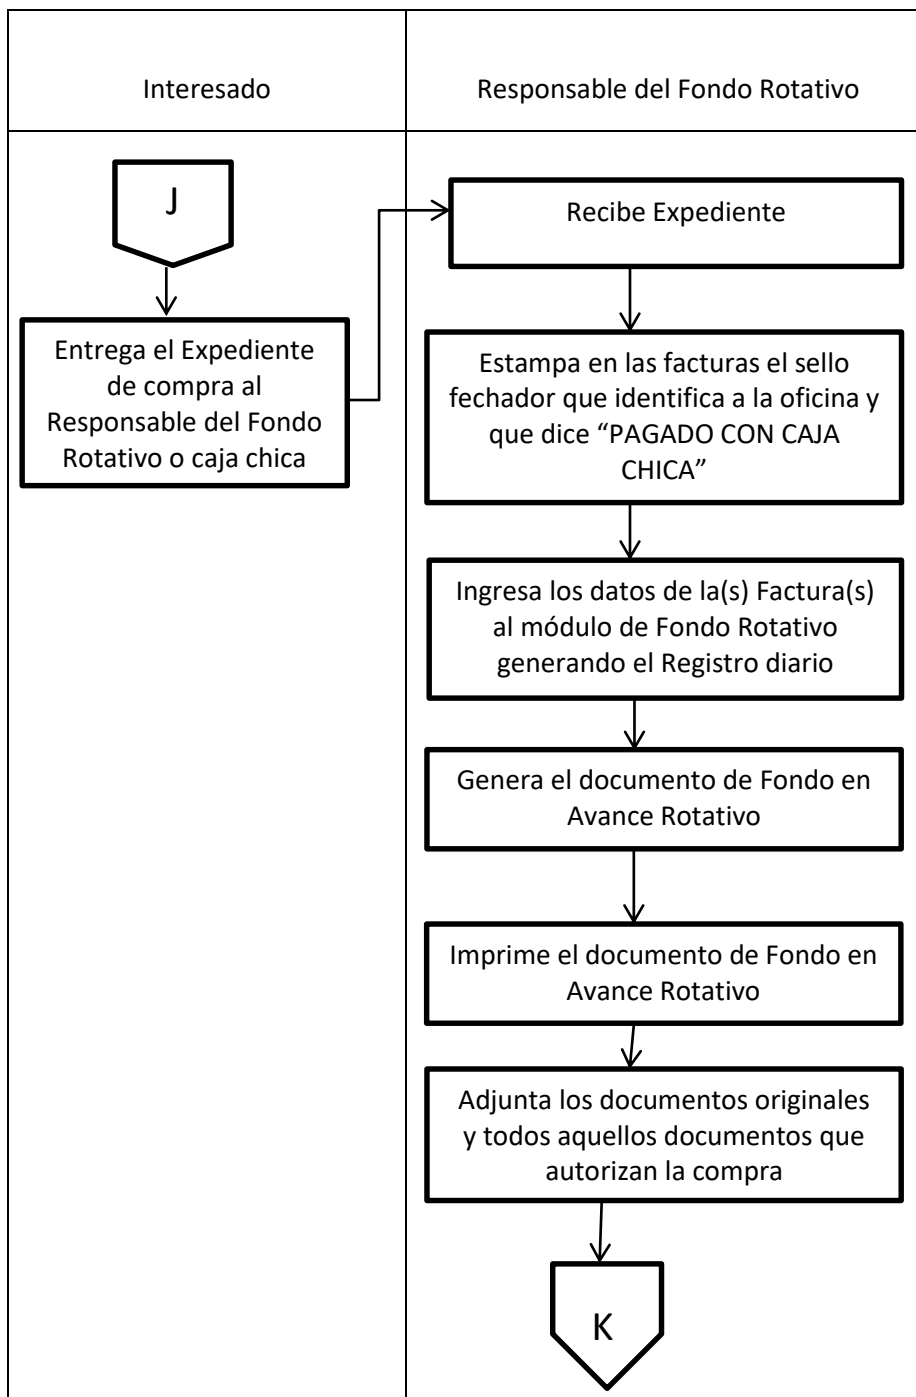 Interesado
Responsable del Fondo Rotativo
J
Entrega el Expediente
de compra al
Responsable del Fondo
Rotativo o caja chica
Recibe Expediente
Estampa en las facturas el sello
fechador que identifica a la oficina y
que dice “PAGADO CON CAJA
CHICA”
Ingresa los datos de la(s) Factura(s)
al módulo de Fondo Rotativo
generando el Registro diario
Genera el documento de Fondo en
Avance Rotativo
Imprime el documento de Fondo en
Avance Rotativo
Adjunta los documentos originales
y todos aquellos documentos que
autorizan la compra
K